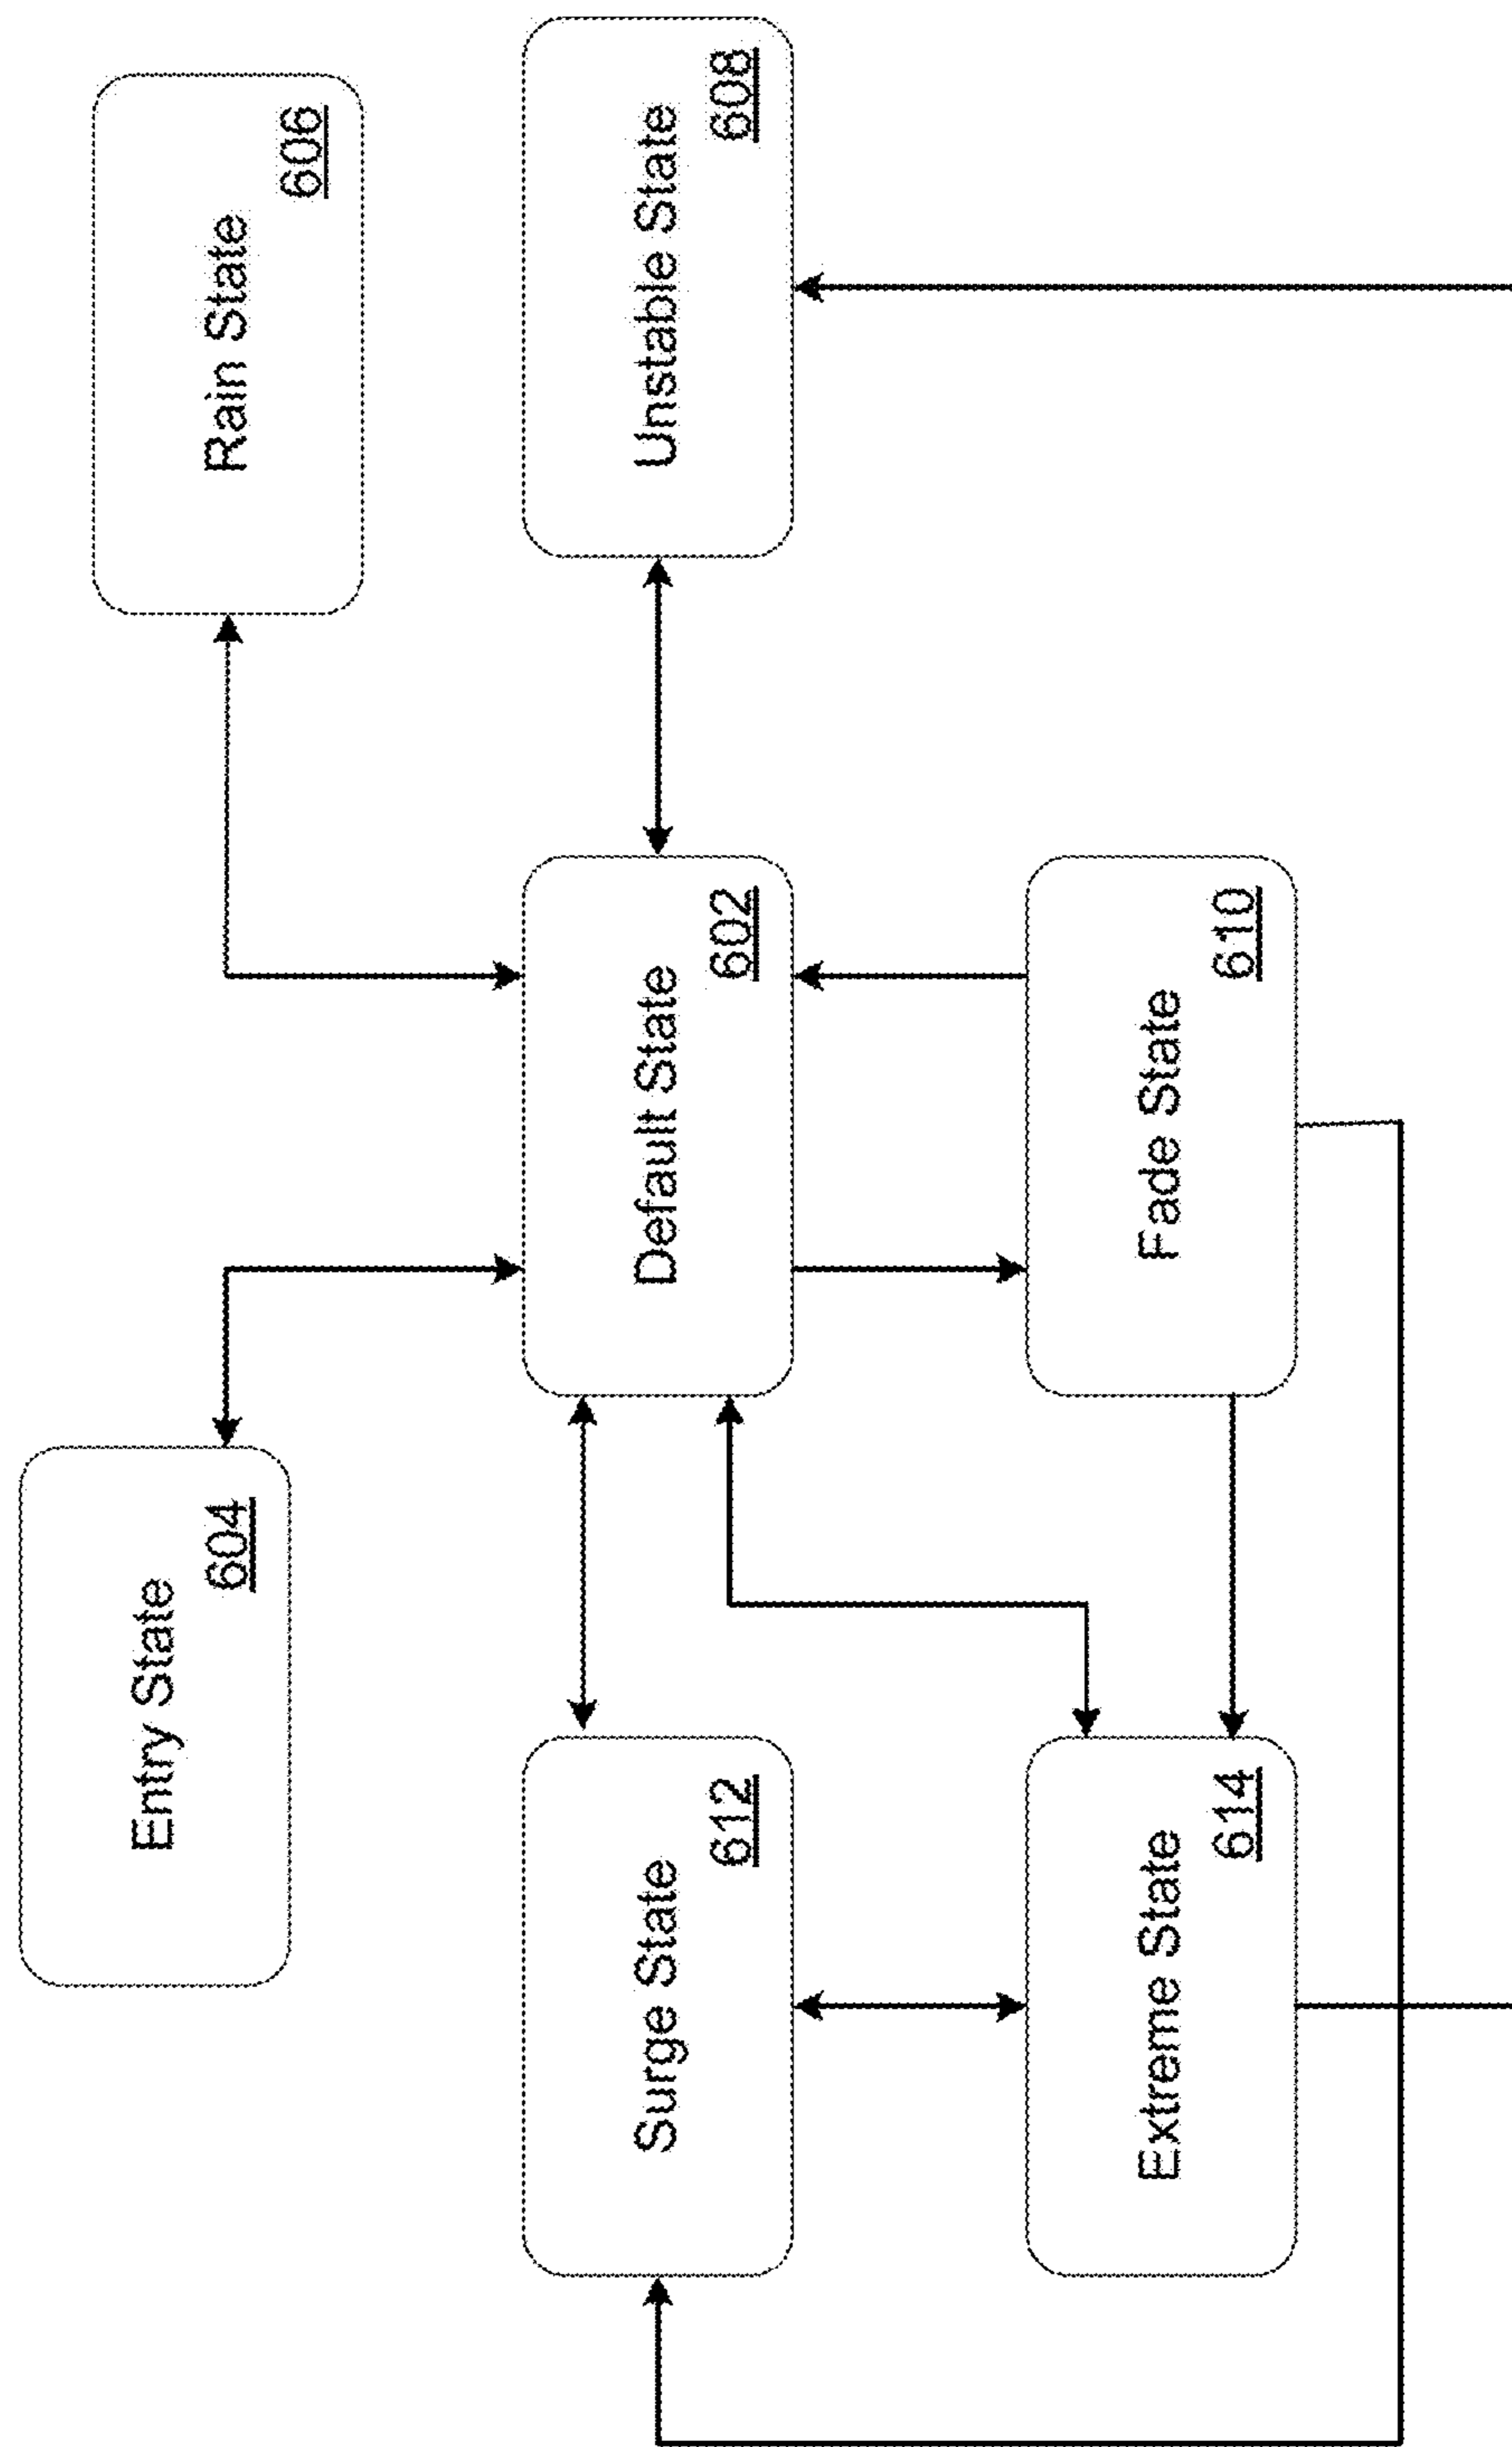 Entry State
604
Rain State
606
Surge State
612
Default State
602
Unstable State
608
Extreme State
614
Fade State
610